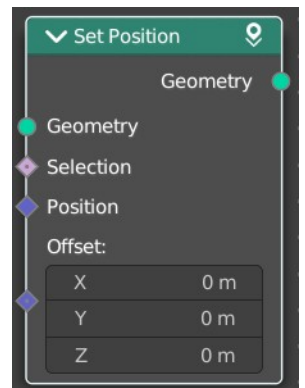 Set Position
Geometry
Geometry
Selection
Position
Offset:
X 0 m
Y 0 m
Z 0 m